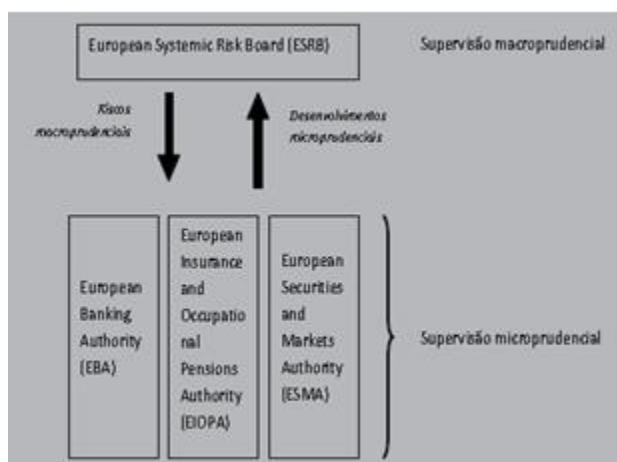 European Systemic Risk Board (ESRB)
Supervisão macroprudencial
Riscos
macroprudenciais
Desenvolvimentos
microprudenciais
European
Banking
Authority
(EBA)
European
Insurance
and
Occupatio
nal
Pensions
Authority
(EIOPA)
European
Securities
and
Markets
Authority
(ESMA)
Supervisão microprudencial